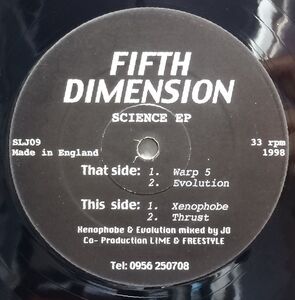 FIFTH
DIMENSION
SCIENCE EP
SLJ09
Made in England
33 rpm
1998
That side: 1. Warp 5
2. Evolution
This side: 1. Xenophobe
2. Thrust
Xenophobe & Evolution mixed by JG
Co- Production LIME & FREESTYLE
Tel: 0956 250708